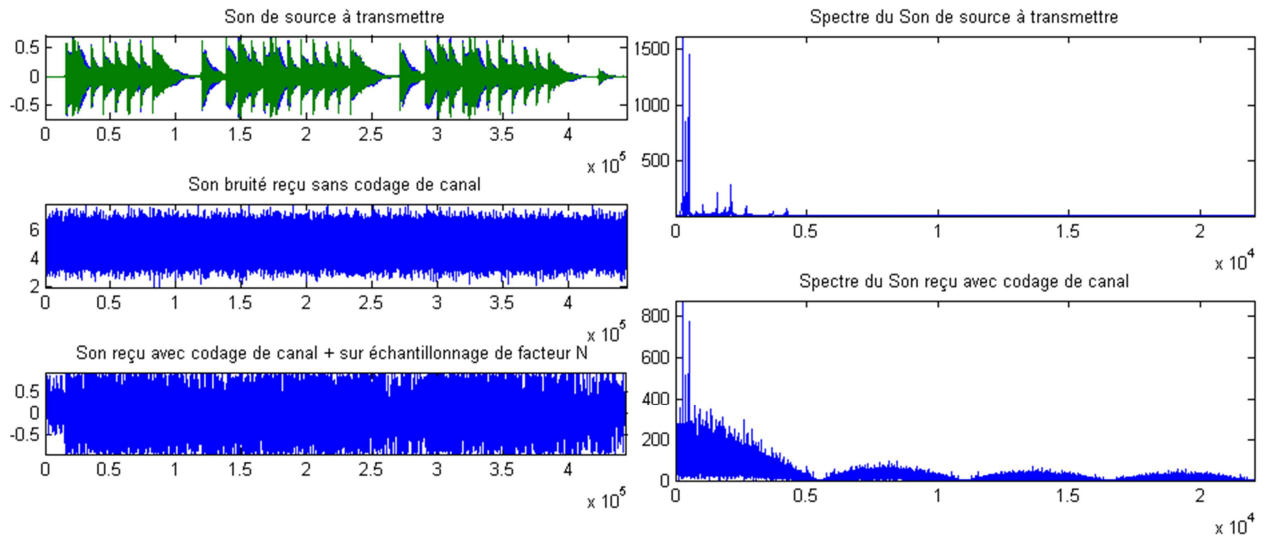 Son de source à transmettre
0.5
0
-0.5
0 0.5 1 1.5 2 2.5 3 3.5 4
x 10^5
Son bruité reçu sans codage de canal
6
4
2
0 0.5 1 1.5 2 2.5 3 3.5 4
x 10^5
Son reçu avec codage de canal + sur échantillonnage de facteur N
0.5
0
-0.5
0 0.5 1 1.5 2 2.5 3 3.5 4
x 10^5
Spectre du Son de source à transmettre
1500
1000
500
0 0.5 1 1.5 2
x 10^4
Spectre du Son reçu avec codage de canal
800
600
400
200
0
0 0.5 1 1.5 2
x 10^4